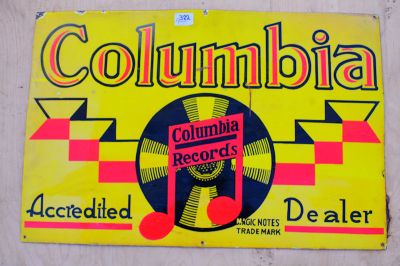 322
Columbia
Columbia
Records
Accredited Dealer
MAGIC NOTES
TRADE MARK